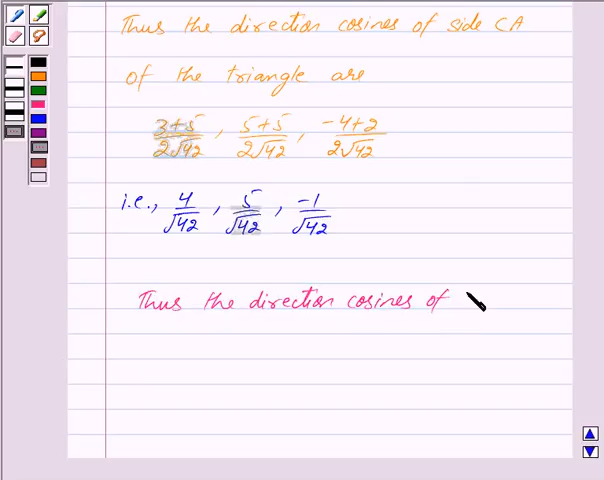 Thus the direction cosines of side CA
of the triangle are
3+5/2√42 , 5+5/2√42 , -4+2/2√42
i.e., 4/√42 , 5/√42 , -1/√42
Thus the direction cosines of